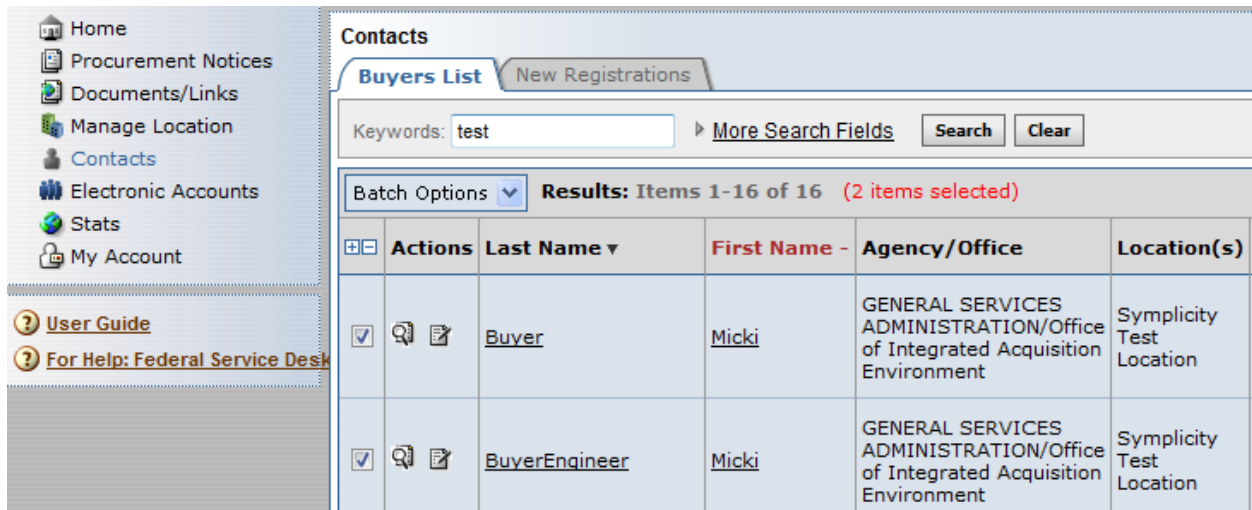 Home
Procurement Notices
Documents/Links
Manage Location
Contacts
Electronic Accounts
Stats
My Account
User Guide
For Help: Federal Service Desk
Contacts
Buyers List
New Registrations
Keywords: test
More Search Fields
Search
Clear
Batch Options
Results: Items 1-16 of 16 (2 items selected)
Actions
Last Name
First Name -
Agency/Office
Location(s)
Buyer
Micki
GENERAL SERVICES
ADMINISTRATION/Office
of Integrated Acquisition
Environment
Symplicity
Test
Location
BuyerEngineer
Micki
GENERAL SERVICES
ADMINISTRATION/Office
of Integrated Acquisition
Environment
Symplicity
Test
Location